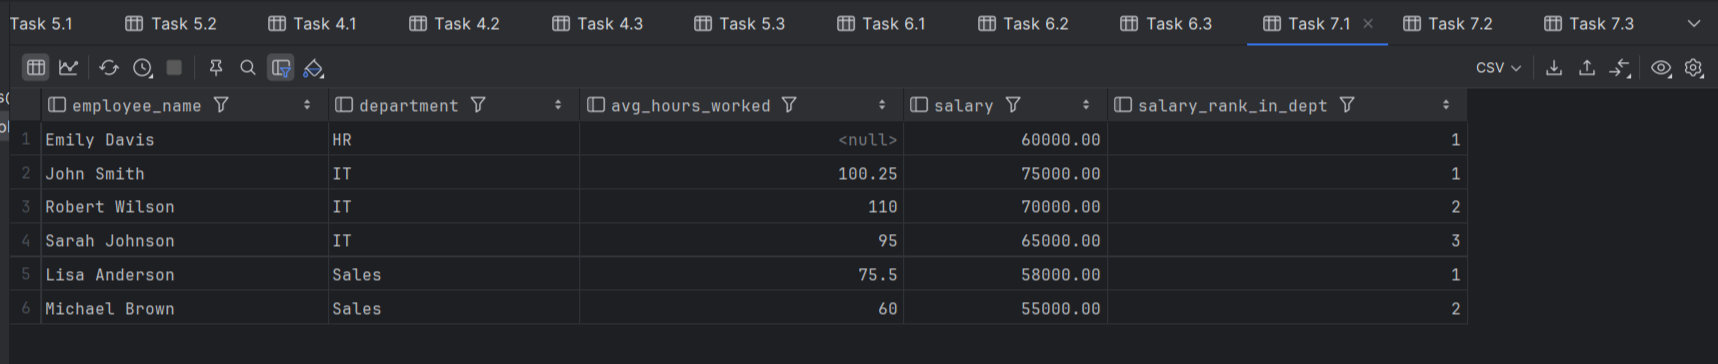 Task 5.1 Task 5.2 Task 4.1 Task 4.2 Task 4.3 Task 5.3 Task 6.1 Task 6.2 Task 6.3 Task 7.1 Task 7.2 Task 7.3
CSV
employee_name department avg_hours_worked salary salary_rank_in_dept
1 Emily Davis HR <null> 60000.00 1
2 John Smith IT 100.25 75000.00 1
3 Robert Wilson IT 110 70000.00 2
4 Sarah Johnson IT 95 65000.00 3
5 Lisa Anderson Sales 75.5 58000.00 1
6 Michael Brown Sales 60 55000.00 2